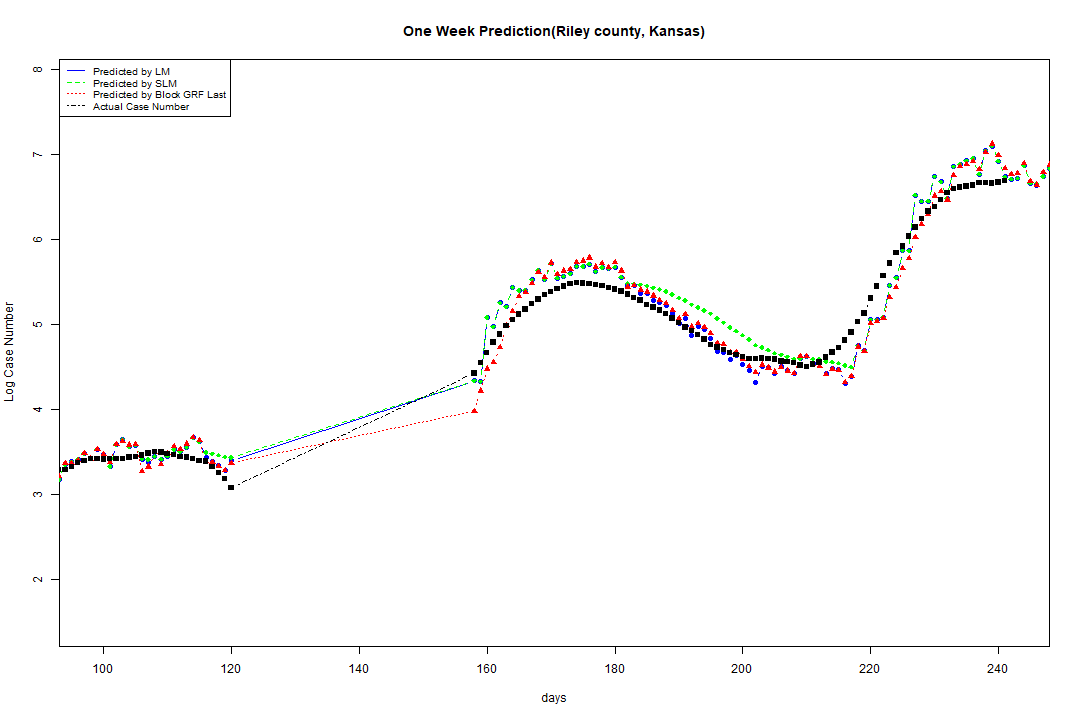 One Week Prediction(Riley county, Kansas)
Predicted by LM
Predicted by SLM
Predicted by Block GRF Last
Actual Case Number
8
7
6
5
4
3
2
Log Case Number
100 120 140 160 180 200 220 240
days